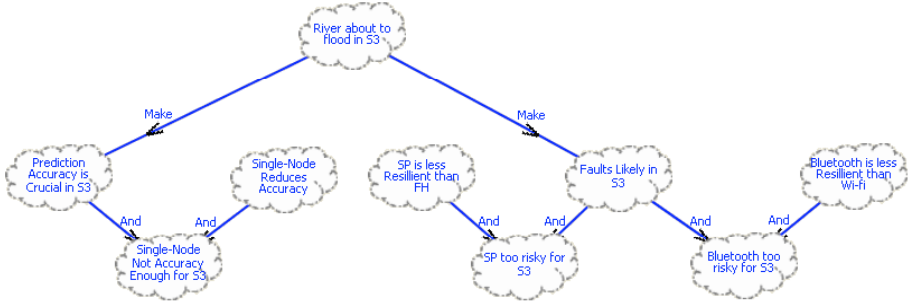 River about to
flood in S3
Make
Make
Prediction
Accuracy is
Crucial in S3
Single-Node
Reduces
Accuracy
SP is less
Resillient than
FH
Faults Likely in
S3
Bluetooth is less
Resillient than
Wi-fi
And
And
And
And
And
And
Single-Node
Not Accuracy
Enough for S3
SP too risky for
S3
Bluetooth too
risky for S3